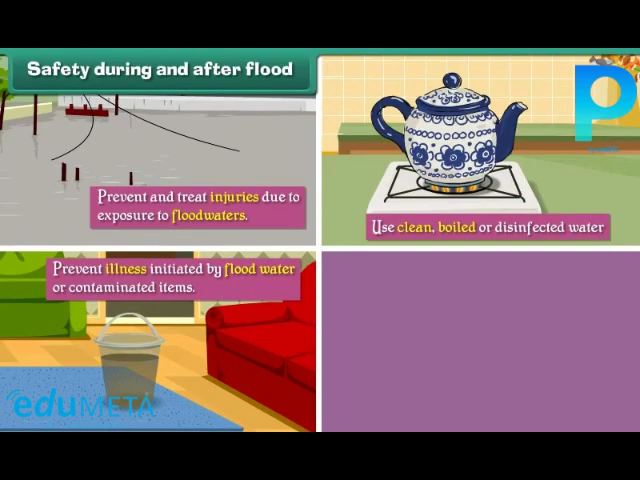 Safety during and after flood
Prevent and treat injuries due to
exposure to floodwaters.
Use clean, boiled or disinfected water
Prevent illness initiated by flood water
or contaminated items.
P
eduMETA